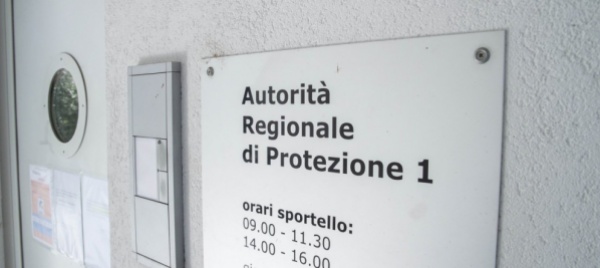 Autorità
Regionale
di Protezione 1
orari sportello:
09.00 - 11.30
14.00 - 16.00